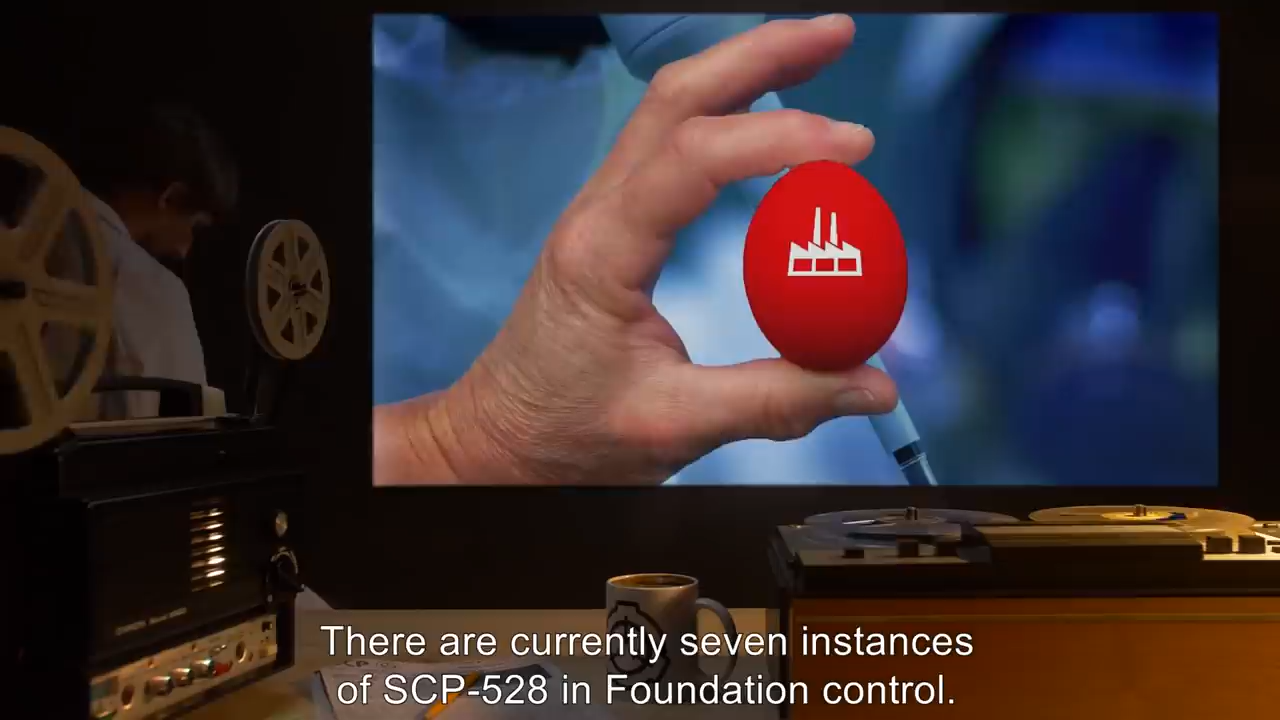 There are currently seven instances
of SCP-528 in Foundation control.